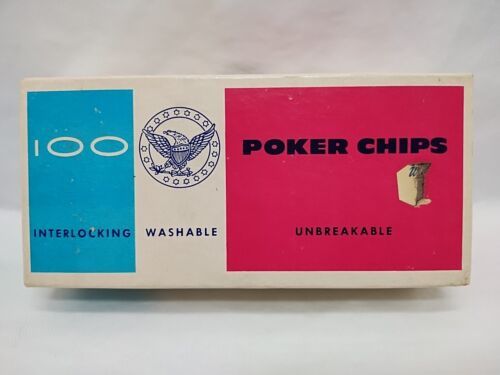 100 POKER CHIPS
INTERLOCKING WASHABLE UNBREAKABLE